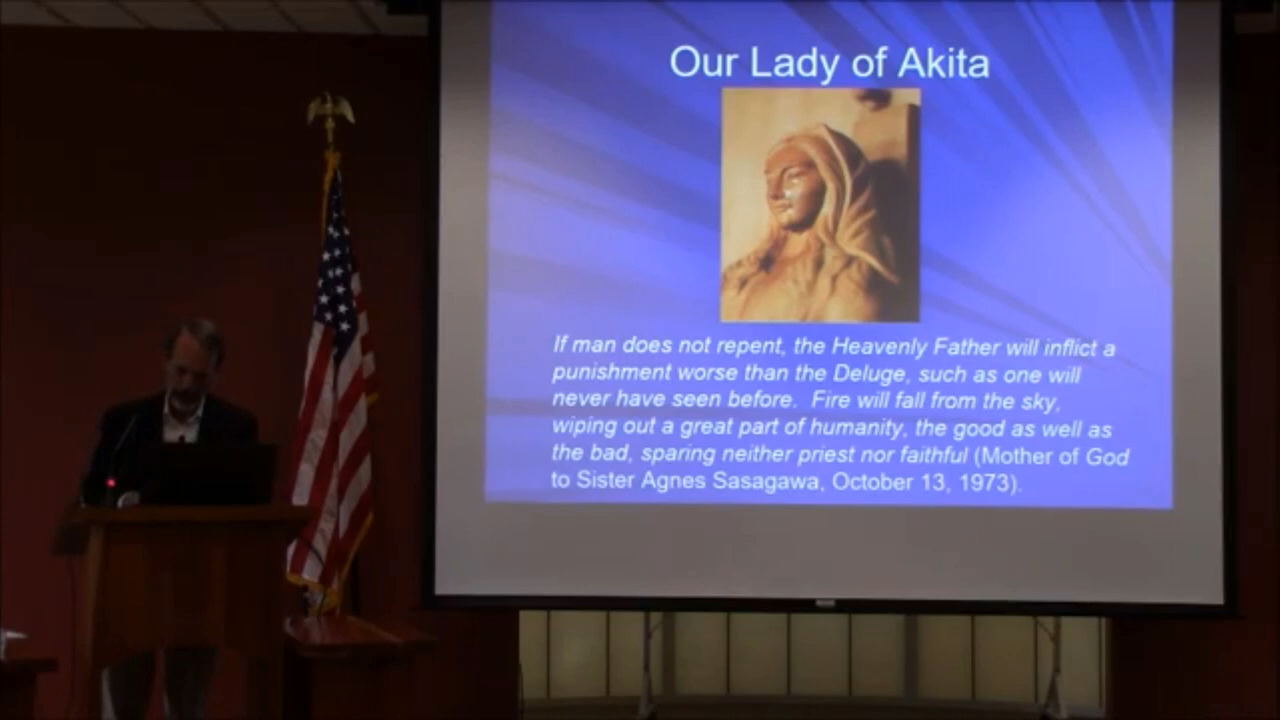 Our Lady of Akita
If man does not repent, the Heavenly Father will inflict a
punishment worse than the Deluge, such as one will
never have seen before.  Fire will fall from the sky,
wiping out a great part of humanity, the good as well as
the bad, sparing neither priest nor faithful (Mother of God
to Sister Agnes Sasagawa, October 13, 1973).